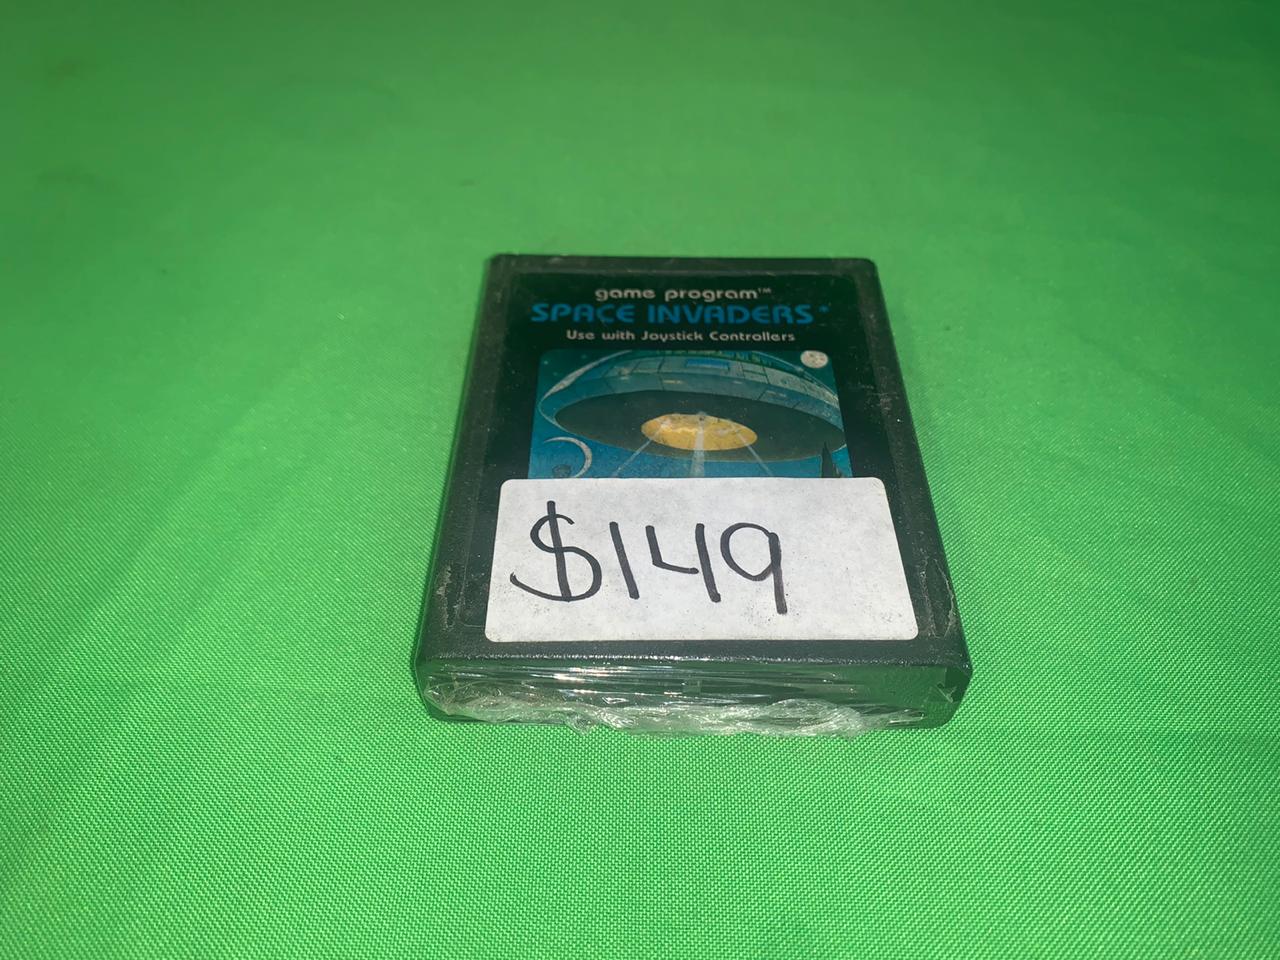 game program™
SPACE INVADERS*
Use with Joystick Controllers
$149